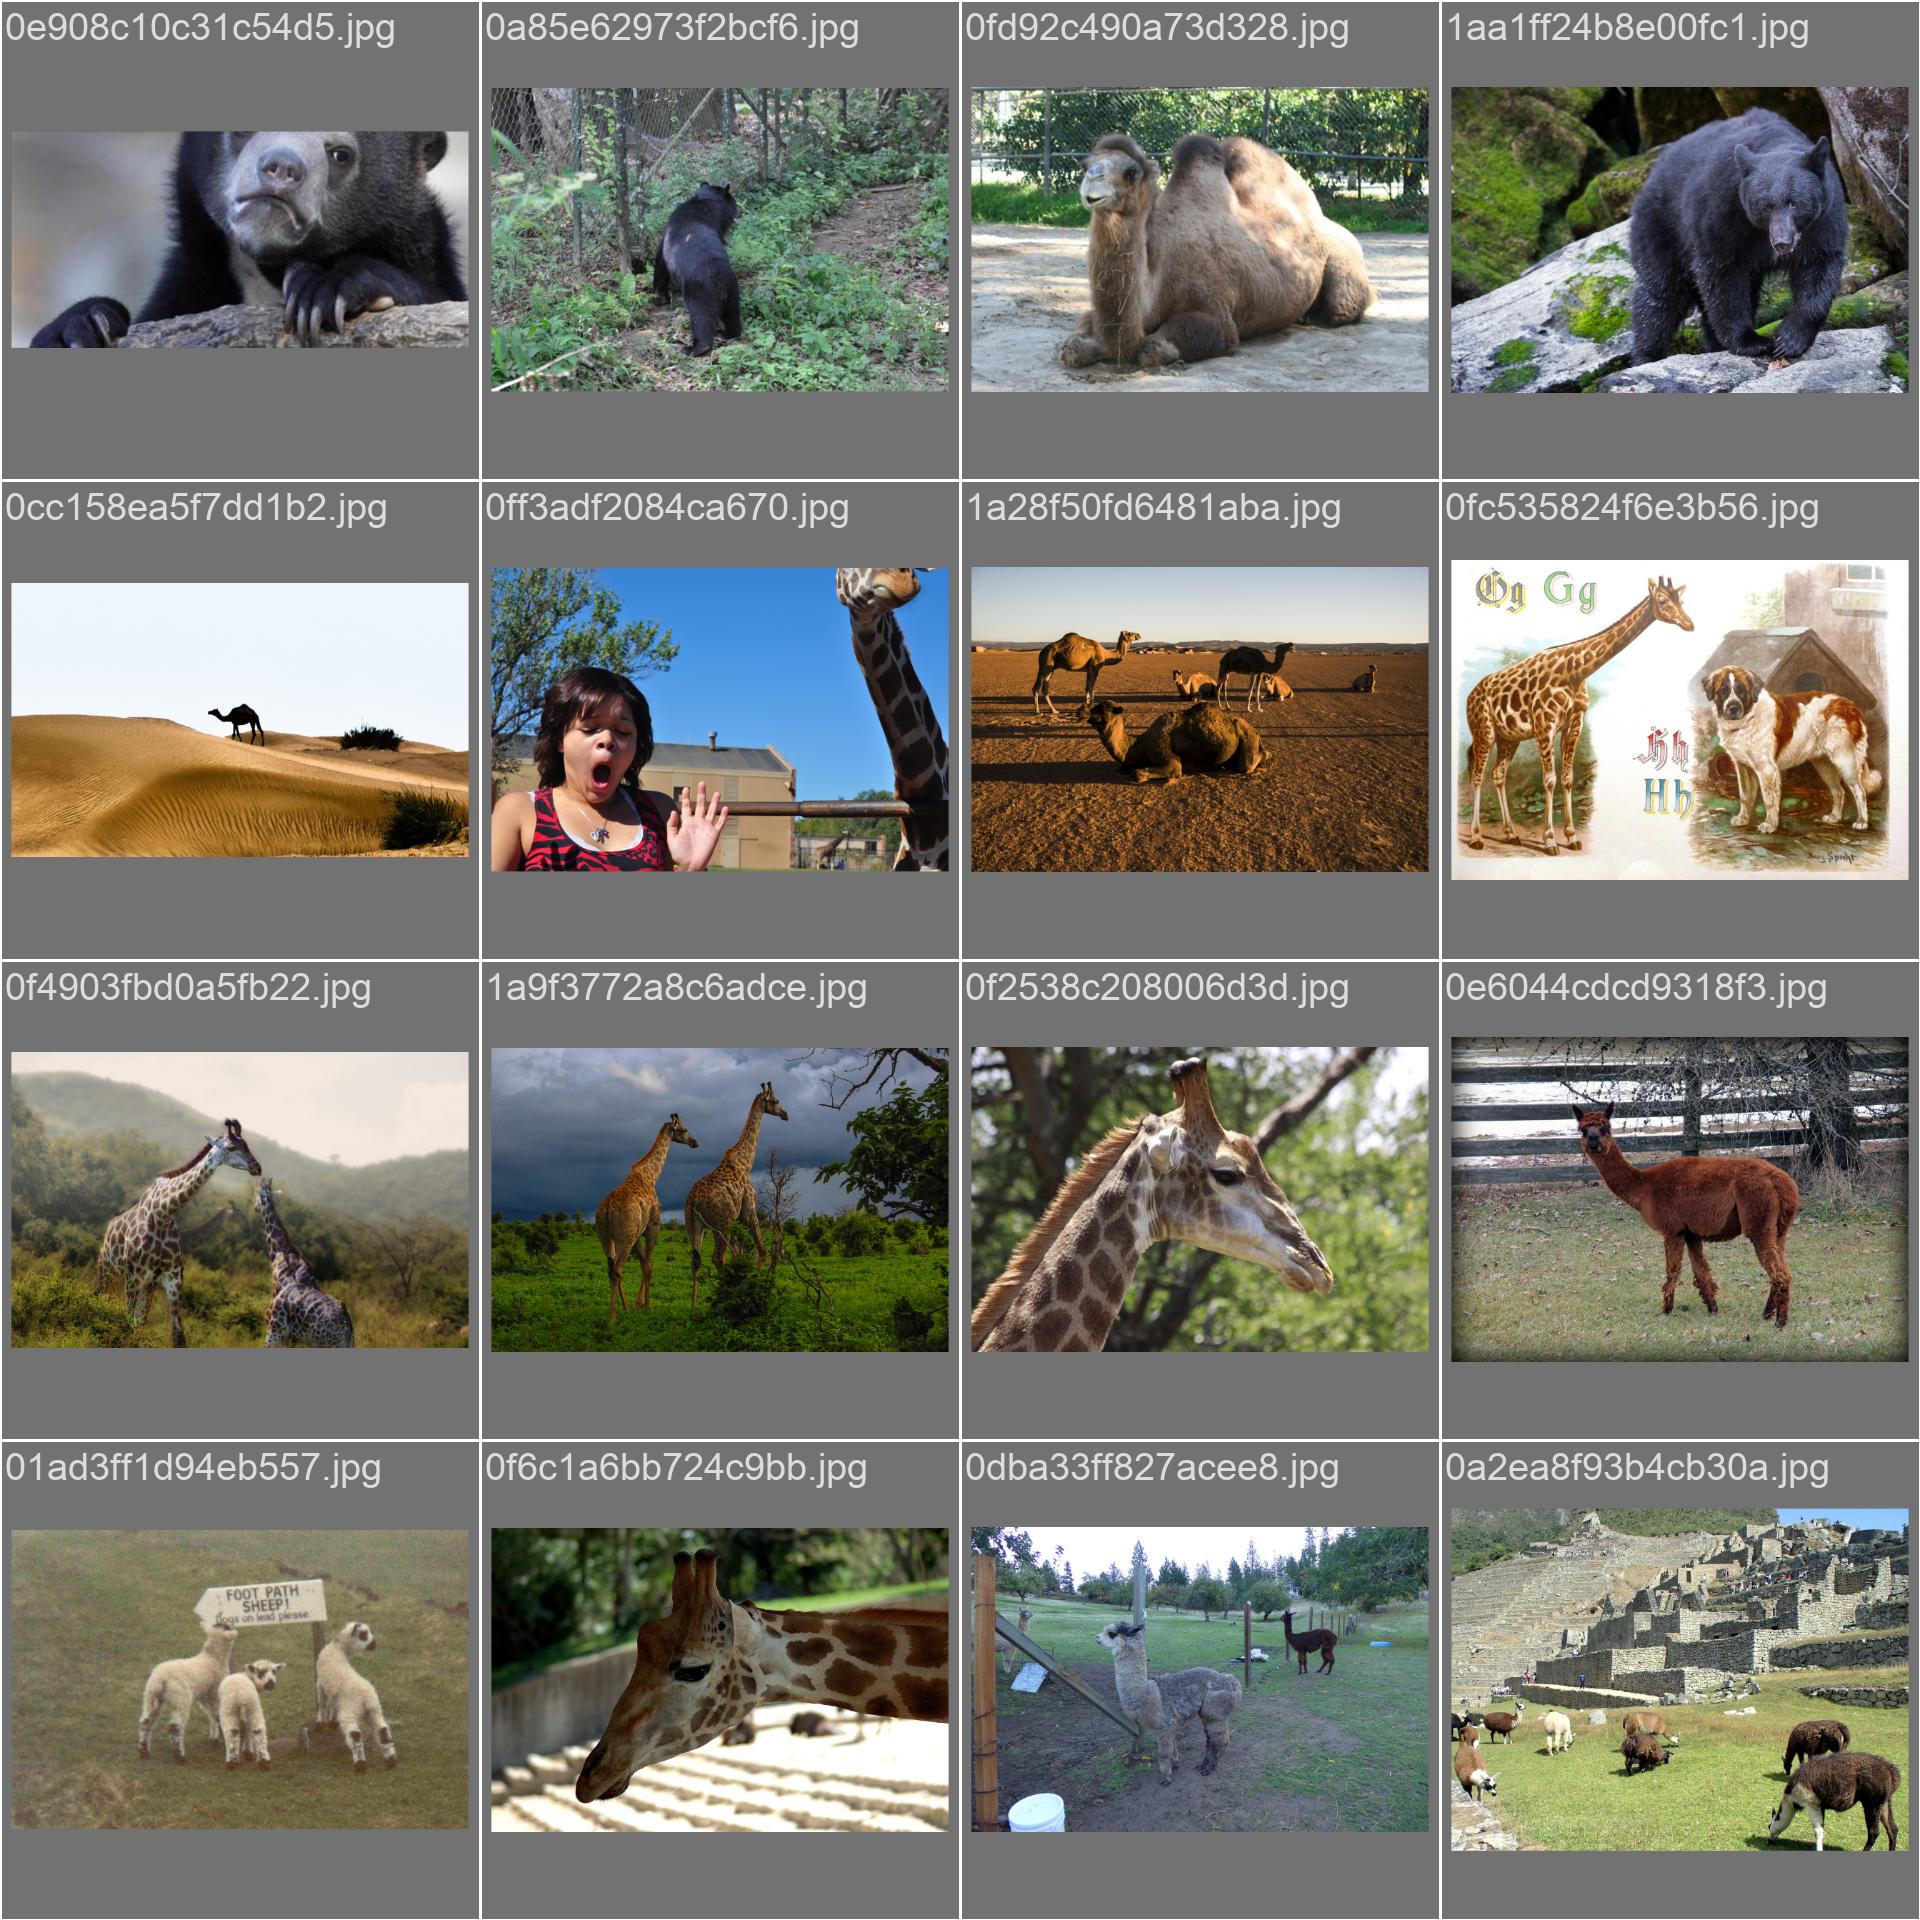 0e908c10c31c54d5.jpg
0a85e62973f2bcf6.jpg
0fd92c490a73d328.jpg
1aa1ff24b8e00fc1.jpg
0cc158ea5f7dd1b2.jpg
0ff3adf2084ca670.jpg
1a28f50fd6481aba.jpg
0fc535824f6e3b56.jpg
Gg Gg
Hh
Hh
Aug. Specht
0f4903fbd0a5fb22.jpg
1a9f3772a8c6adce.jpg
0f2538c208006d3d.jpg
0e6044cdcd9318f3.jpg
01ad3ff1d94eb557.jpg
FOOT PATH
SHEEP!
Dogs on lead please
0f6c1a6bb724c9bb.jpg
0dba33ff827acee8.jpg
0a2ea8f93b4cb30a.jpg